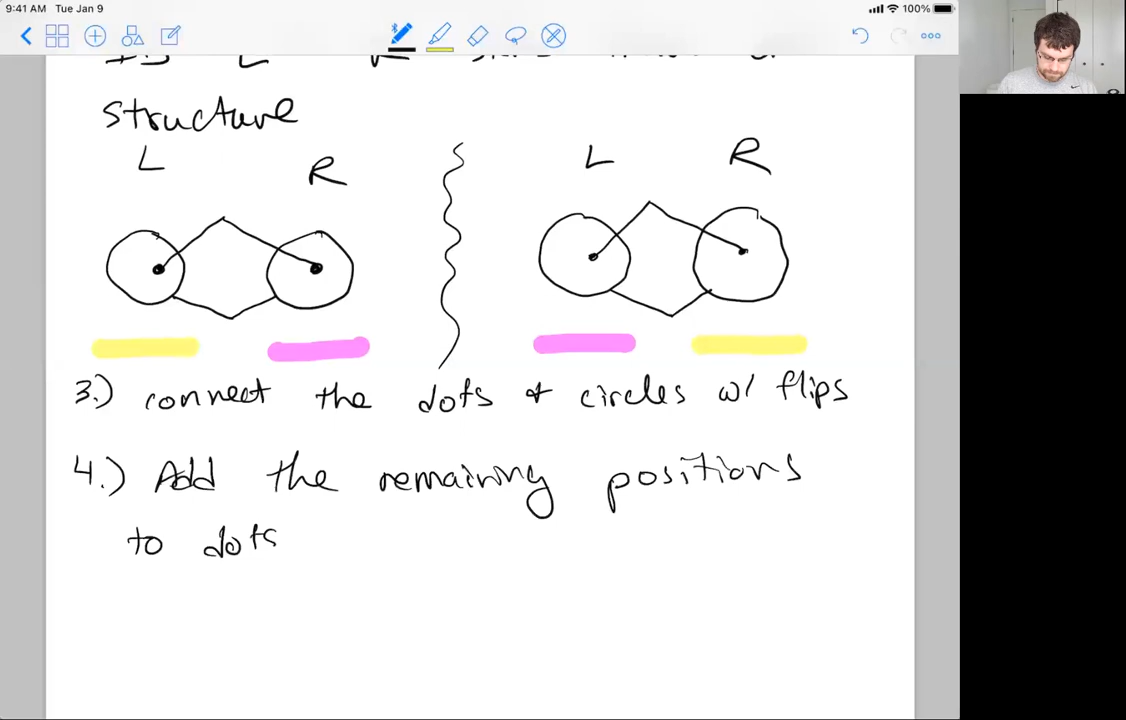 9:41 AM Tue Jan 9
100%
structure
L R L R
3.) connect the dots & circles w/ flips
4.) Add the remaining positions
to dots